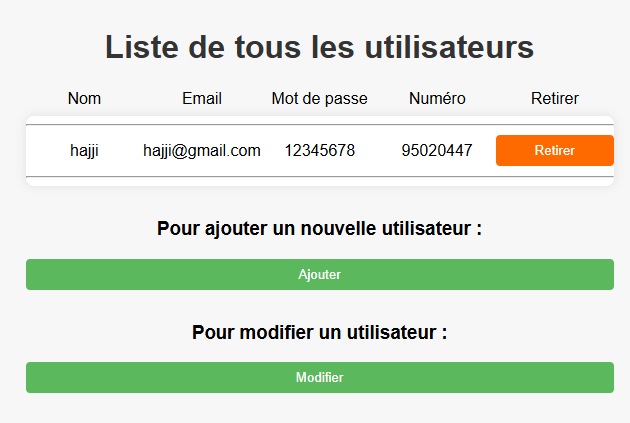 Liste de tous les utilisateurs
Nom Email Mot de passe Numéro Retirer
hajji hajji@gmail.com 12345678 95020447 Retirer
Pour ajouter un nouvelle utilisateur :
Ajouter
Pour modifier un utilisateur :
Modifier